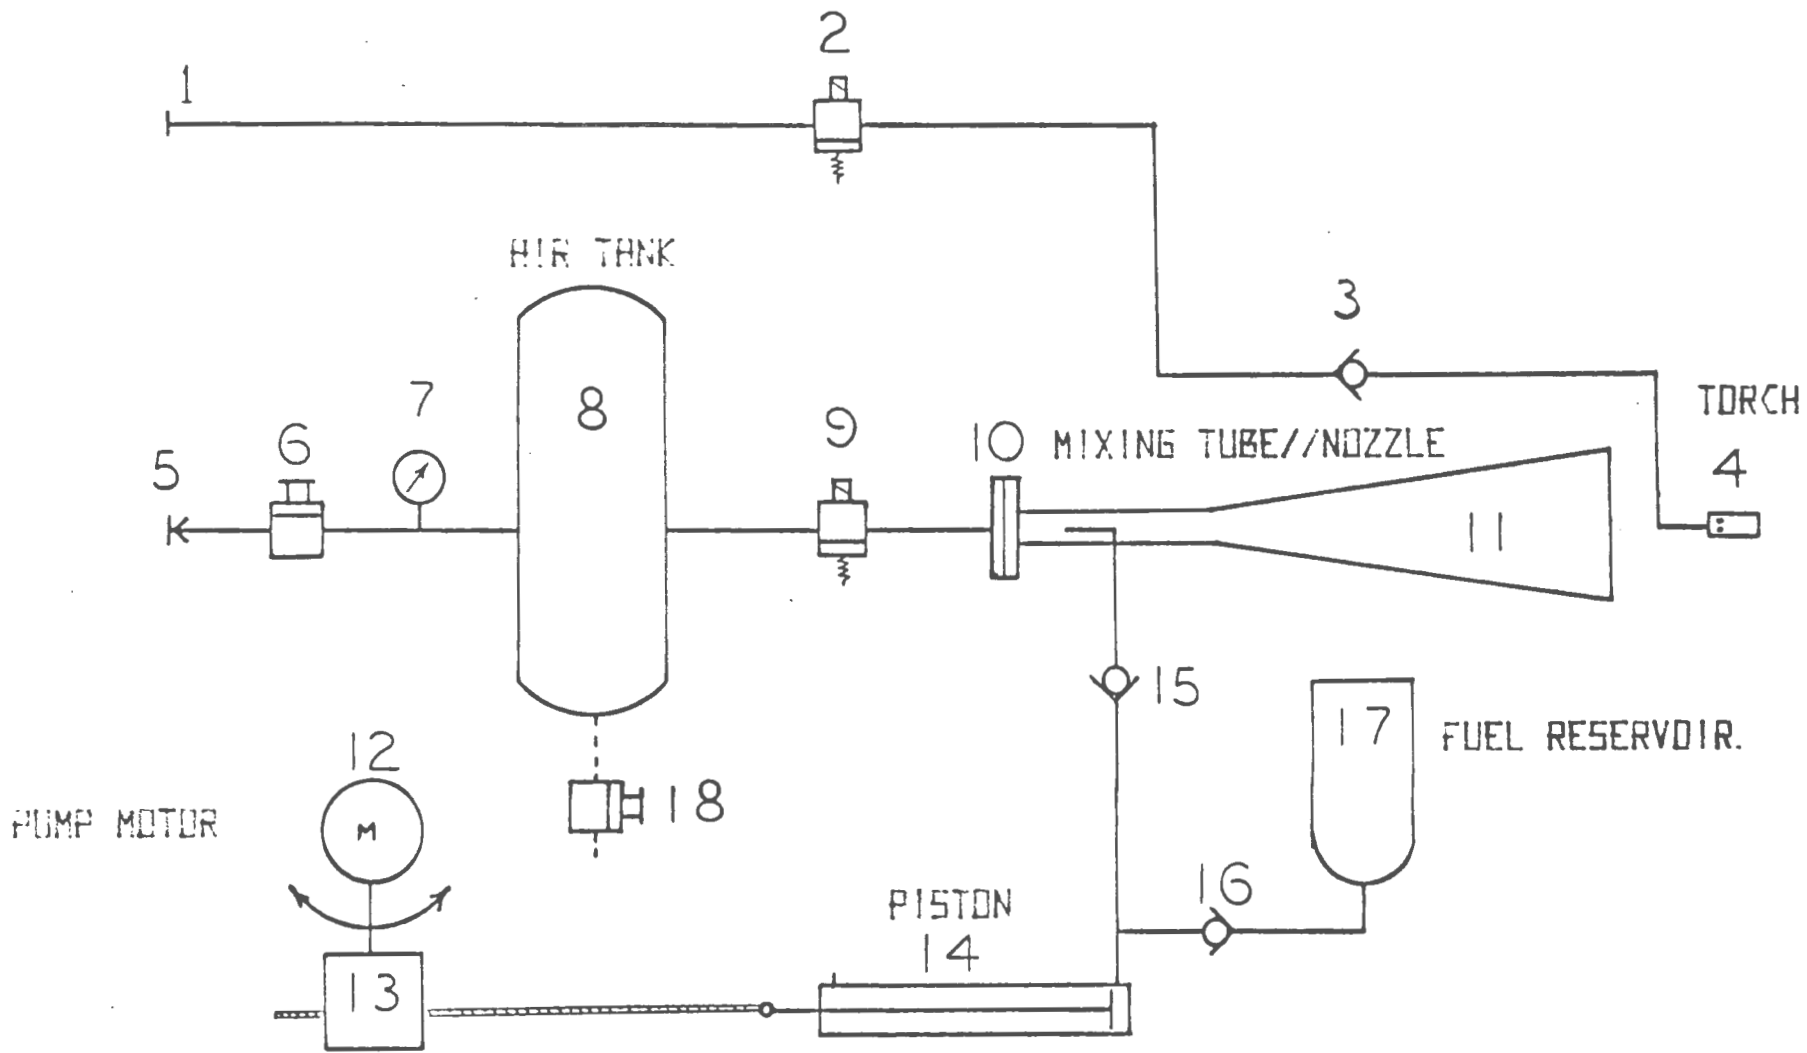 2
1
AIR TANK
3
7
8
TORCH
9
10 MIXING TUBE//NOZZLE
6
5
4
11
15
17
FUEL RESERVOIR.
12
18
PUMP MOTOR
M
16
PISTON
14
13